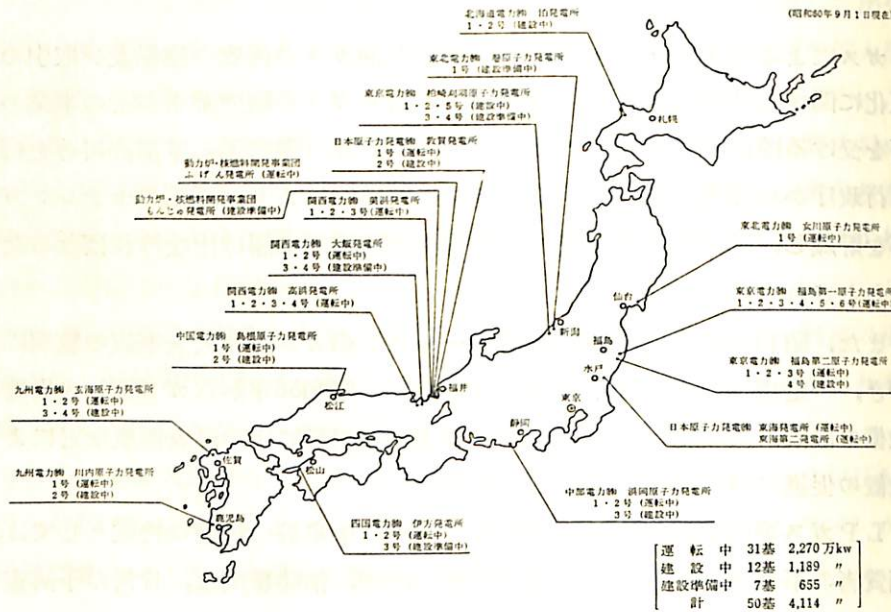 (昭和60年9月1日現在)
北海道電力㈱ 泊発電所
1・2号(建設中)
東北電力㈱ 巻原子力発電所
1号(建設準備中)
東京電力㈱ 柏崎刈羽原子力発電所
1・2・5号(建設中)
3・4号(建設準備中)
日本原子力発電㈱ 敦賀発電所
1号(運転中)
2号(建設中)
動力炉・核燃料開発事業団
ふげん発電所(運転中)
動力炉・核燃料開発事業団
もんじゅ発電所(建設準備中)
関西電力㈱ 美浜発電所
1・2・3号(運転中)
関西電力㈱ 大飯発電所
1・2号(運転中)
3・4号(建設準備中)
関西電力㈱ 高浜発電所
1・2・3・4号(運転中)
中国電力㈱ 島根原子力発電所
1号(運転中)
2号(建設中)
九州電力㈱ 玄海原子力発電所
1・2号(運転中)
3・4号(建設中)
九州電力㈱ 川内原子力発電所
1号(運転中)
2号(建設中)
四国電力㈱ 伊方発電所
1・2号(運転中)
3号(建設準備中)
中部電力㈱ 浜岡原子力発電所
1・2号(運転中)
3号(建設中)
東北電力㈱ 女川原子力発電所
1号(運転中)
東京電力㈱ 福島第一原子力発電所
1・2・3・4・5・6号(運転中)
東京電力㈱ 福島第二原子力発電所
1・2・3号(運転中)
4号(建設中)
日本原子力発電㈱ 東海発電所(運転中)
東海第二発電所(運転中)
札幌
仙台
新潟
福島
水戸
東京
静岡
福井
松江
松山
佐賀
鹿児島
運転中 31基 2,270万kw
建設中 12基 1,189 〃
建設準備中 7基 655 〃
計 50基 4,114 〃